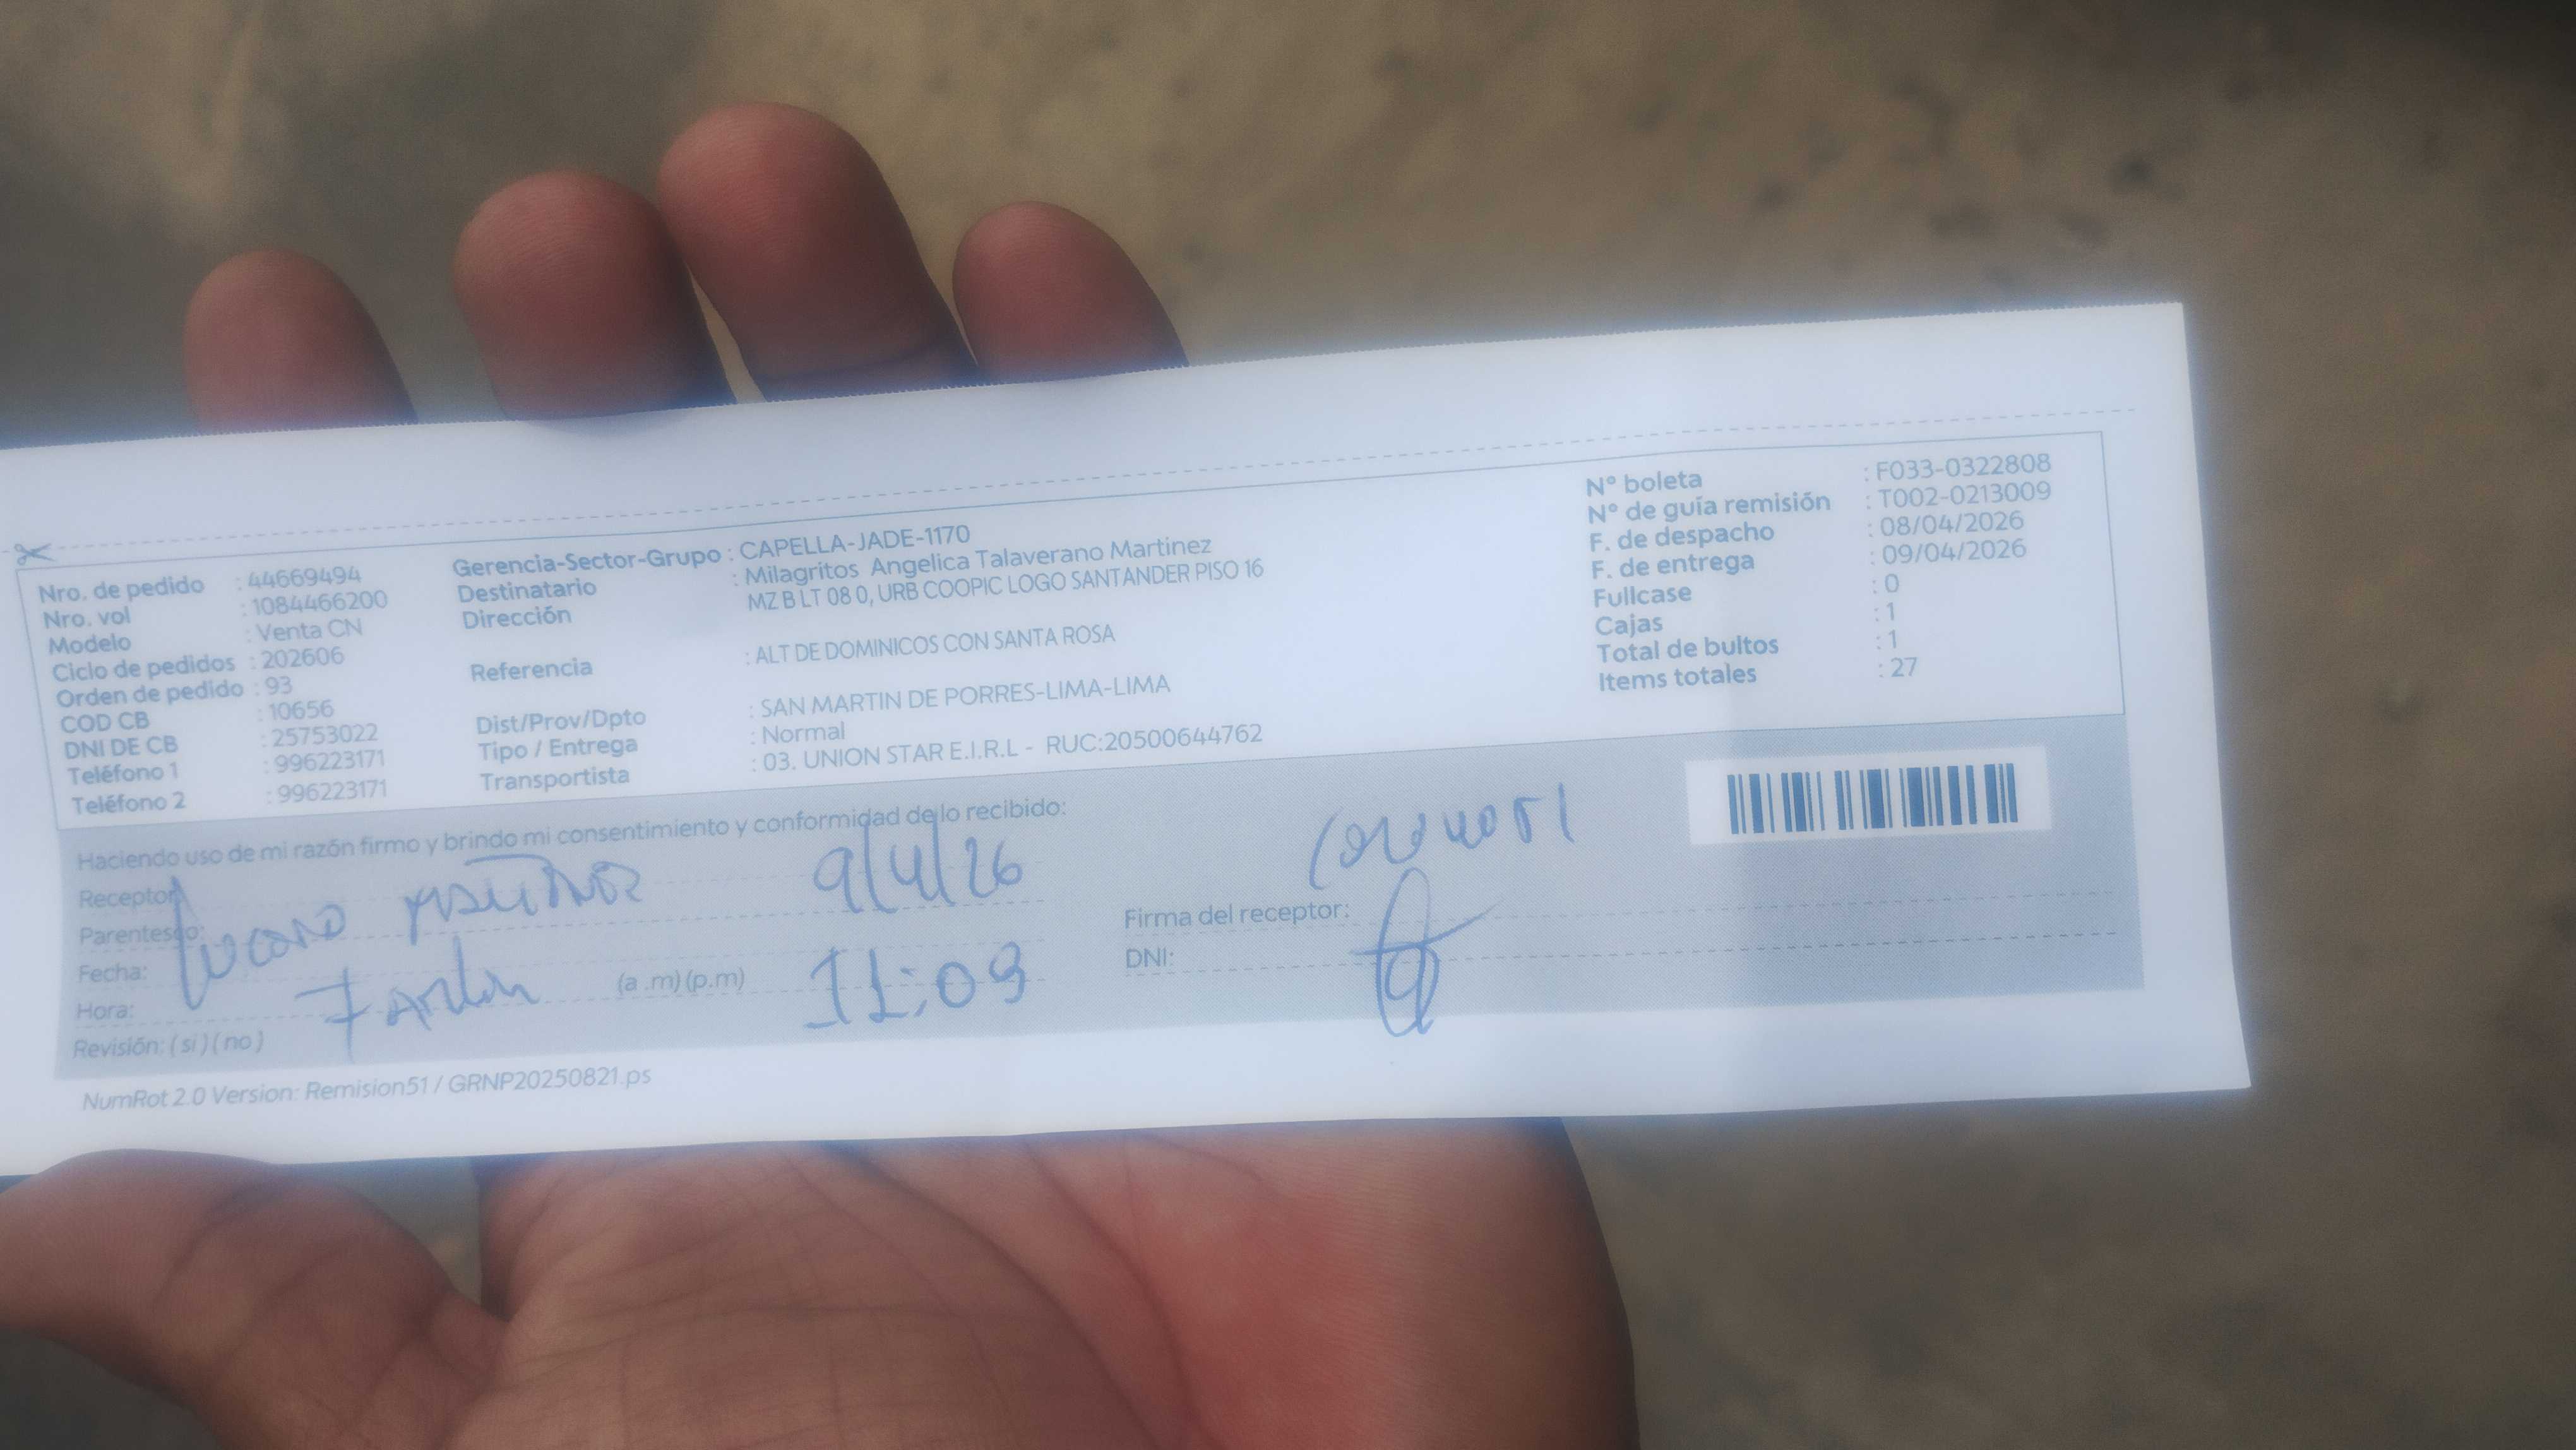 Nro. de pedido : 44669494
Nro. vol : 1084466200
Modelo : Venta CN
Ciclo de pedidos : 202606
Orden de pedido : 93
COD CB : 10656
DNI DE CB : 25753022
Teléfono 1 : 996223171
Teléfono 2 : 996223171
Gerencia-Sector-Grupo : CAPELLA-JADE-1170
Destinatario : Milagritos Angelica Talaverano Martinez
Dirección MZ B LT 08 0, URB COOPIC LOGO SANTANDER PISO 16
Referencia : ALT DE DOMINICOS CON SANTA ROSA
Dist/Prov/Dpto : SAN MARTIN DE PORRES-LIMA-LIMA
Tipo / Entrega : Normal
Transportista : 03. UNION STAR E.I.R.L - RUC:20500644762
N° boleta : F033-0322808
N° de guía remisión : T002-0213009
F. de despacho : 08/04/2026
F. de entrega : 09/04/2026
Fullcase : 0
Cajas : 1
Total de bultos : 1
Items totales : 27
Haciendo uso de mi razón firmo y brindo mi consentimiento y conformidad de lo recibido:
Receptor: 9/4/26
Parentesco:
Fecha:
Hora: (a .m) (p.m) 11:09
Revisión: ( si ) ( no )
Firma del receptor:
DNI:
NumRot 2.0 Version: Remision51 / GRNP20250821.ps